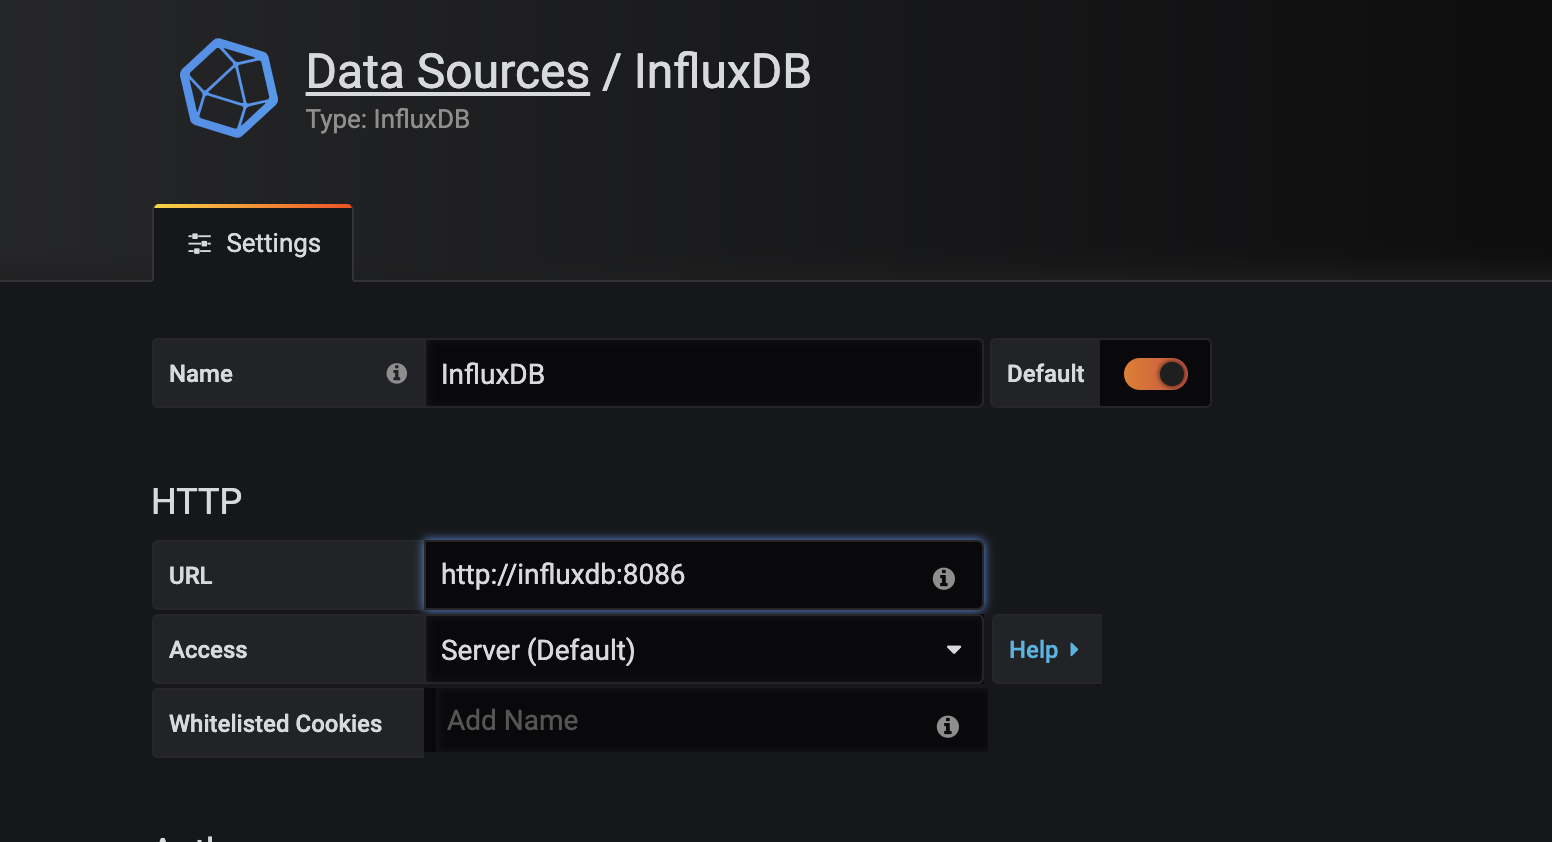 Data Sources / InfluxDB
Type: InfluxDB
Settings
Name InfluxDB Default
HTTP
URL http://influxdb:8086
Access Server (Default) Help
Whitelisted Cookies Add Name